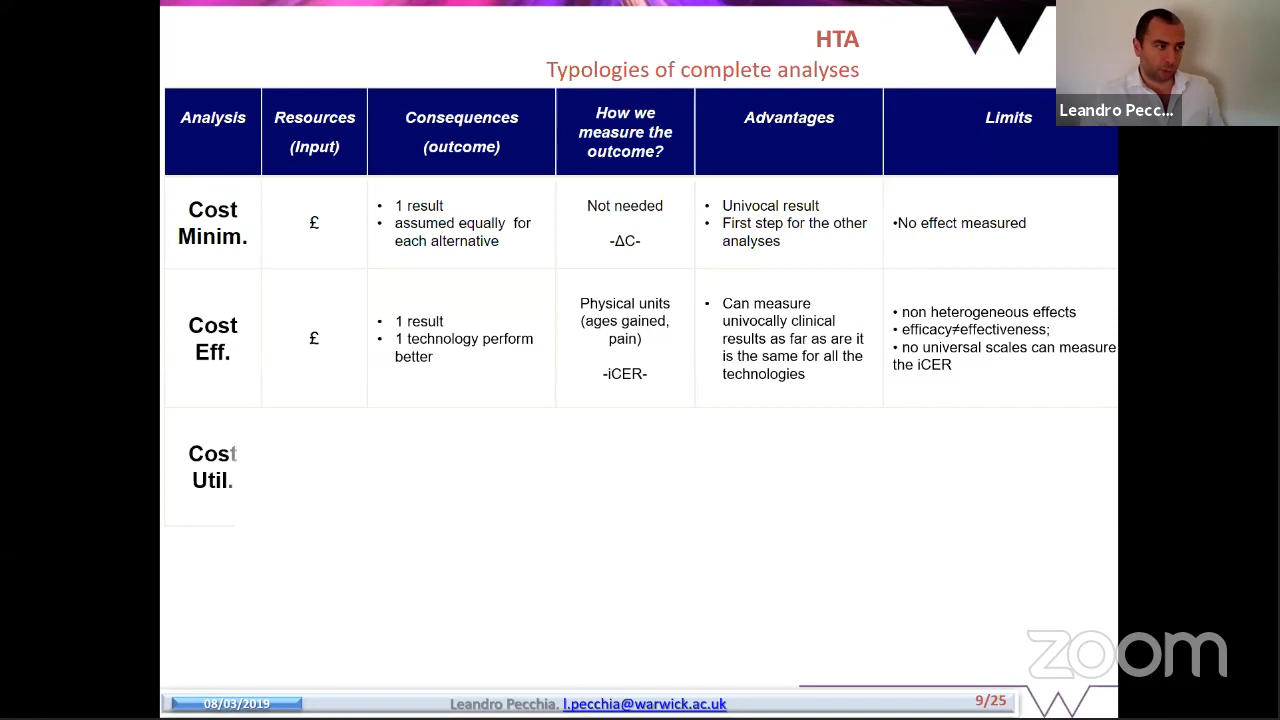 HTA
Typologies of complete analyses
Leandro Pecc...
Analysis
Resources
(Input)
Consequences
(outcome)
How we
measure the
outcome?
Advantages
Limits
Cost
Minim.
£
• 1 result
• assumed equally for
each alternative
Not needed
-ΔC-
• Univocal result
• First step for the other
analyses
•No effect measured
Cost
Eff.
£
• 1 result
• 1 technology perform
better
Physical units
(ages gained,
pain)
-iCER-
• Can measure
univocally clinical
results as far as are it
is the same for all the
technologies
• non heterogeneous effects
• efficacy≠effectiveness;
• no universal scales can measure
the iCER
Cost
Util.
zoom
08/03/2019
Leandro Pecchia. l.pecchia@warwick.ac.uk
9/25